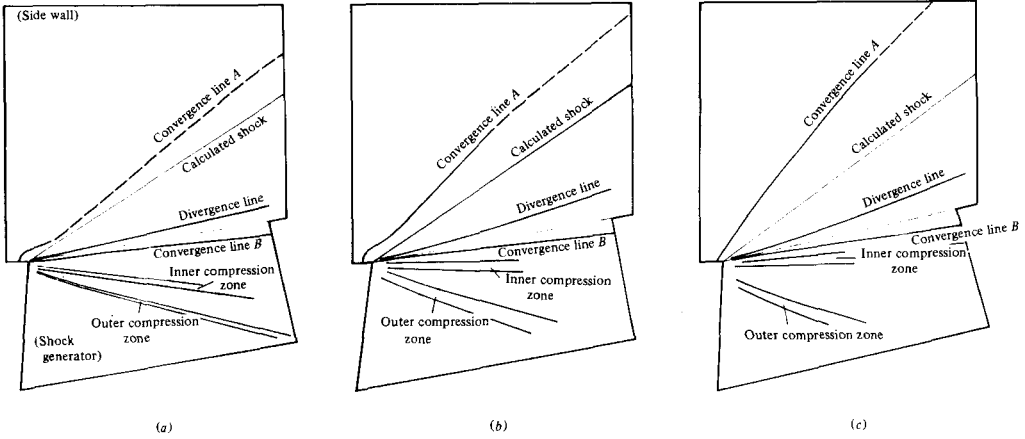 (Side wall)
Convergence line A
Calculated shock
Divergence line
Convergence line B
Inner compression
zone
Outer compression
zone
(Shock
generator)
(a)
Convergence line A
Calculated shock
Divergence line
Convergence line B
Inner compression
zone
Outer compression
zone
(b)
Convergence line A
Calculated shock
Divergence line
Convergence line B
Inner compression
zone
Outer compression zone
(c)